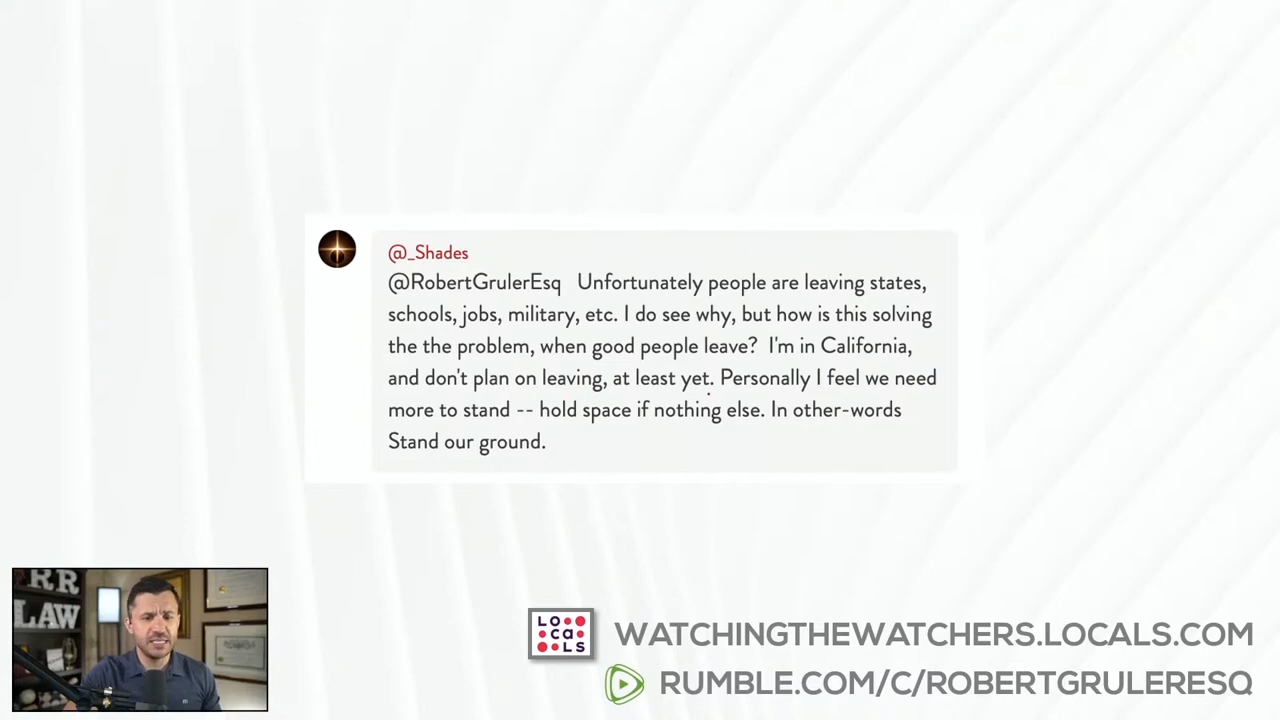 @_Shades
@RobertGrulerEsq Unfortunately people are leaving states,
schools, jobs, military, etc. I do see why, but how is this solving
the the problem, when good people leave? I'm in California,
and don't plan on leaving, at least yet. Personally I feel we need
more to stand -- hold space if nothing else. In other-words
Stand our ground.
RR
LAW
LO
ca
LS
WATCHINGTHEWATCHERS.LOCALS.COM
RUMBLE.COM/C/ROBERTGRULERESQ